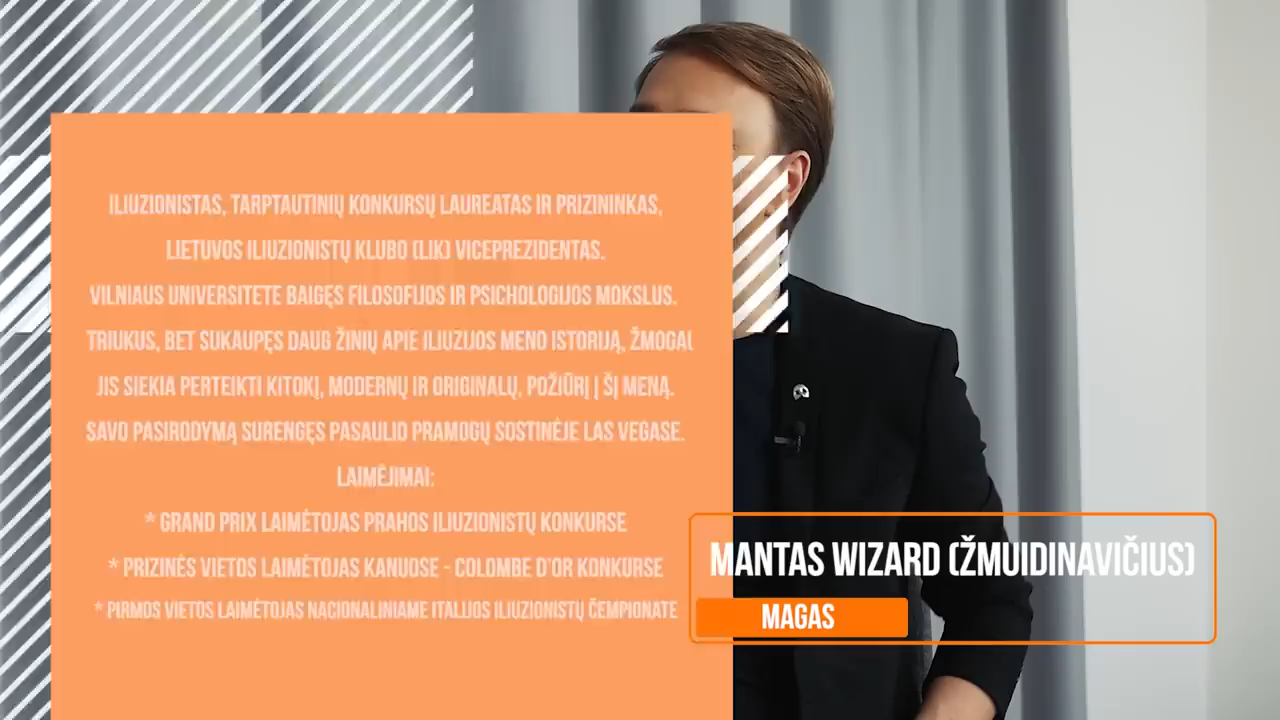 ILIUZIONISTAS, TARPTAUTINIŲ KONKURSŲ LAUREATAS IR PRIZININKAS,
LIETUVOS ILIUZIONISTŲ KLUBO (LIK) VICEPREZIDENTAS.
VILNIAUS UNIVERSITETE BAIGĘS FILOSOFIJOS IR PSICHOLOGIJOS MOKSLUS.
TRIUKUS, BET SUKAUPĘS DAUG ŽINIŲ APIE ILIUZIJOS MENO ISTORIJĄ, ŽMOGAU
JIS SIEKIA PERTEIKTI KITOKĮ, MODERNŲ IR ORIGINALŲ, POŽIŪRĮ Į ŠĮ MENĄ.
SAVO PASIRODYMĄ SURENGĘS PASAULIO PRAMOGŲ SOSTINĖJE LAS VEGASE.
LAIMĖJIMAI:
* GRAND PRIX LAIMĖTOJAS PRAHOS ILIUZIONISTŲ KONKURSE
* PRIZINĖS VIETOS LAIMĖTOJAS KANUOSE - COLOMBE D'OR KONKURSE
* PIRMOS VIETOS LAIMĖTOJAS NACIONALINIAME ITALIJOS ILIUZIONISTŲ ČEMPIONATE
MANTAS WIZARD (ŽMUIDINAVIČIUS)
MAGAS